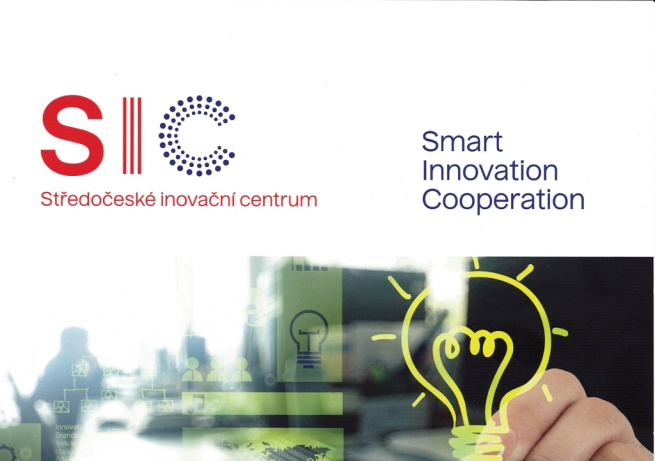 SIC
Středočeské inovační centrum
Smart
Innovation
Cooperation